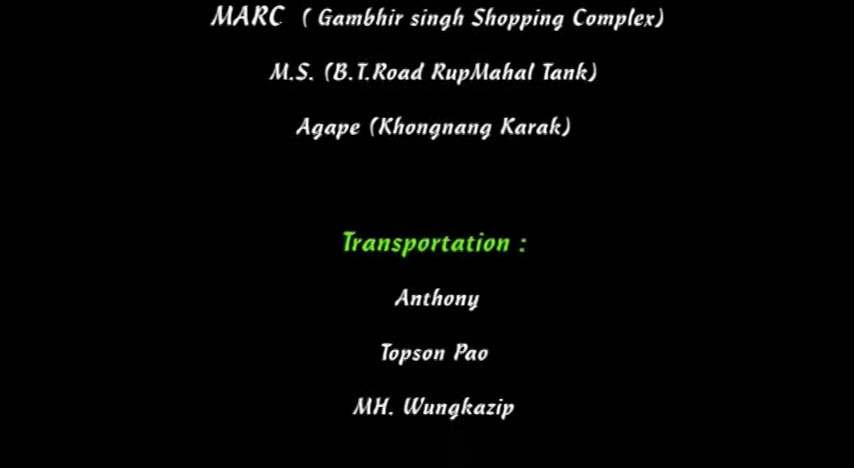 MARC ( Gambhir singh Shopping Complex)
M.S. (B.T.Road RupMahal Tank)
Agape (Khongnang Karak)
Transportation :
Anthony
Topson Pao
MH. Wungkazip